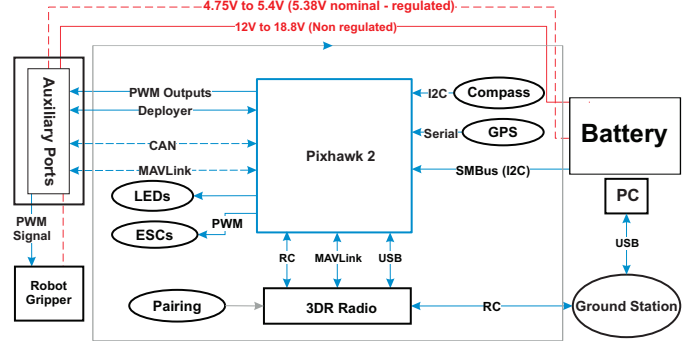 4.75V to 5.4V (5.38V nominal - regulated)
12V to 18.8V (Non regulated)
Auxiliary Ports
PWM Outputs
Deployer
CAN
MAVLink
Pixhawk 2
I2C
Compass
Serial
GPS
SMBus (I2C)
Battery
LEDs
ESCs
PWM
PC
USB
PWM
Signal
RC
MAVLink
USB
Robot
Gripper
Pairing
3DR Radio
RC
Ground Station